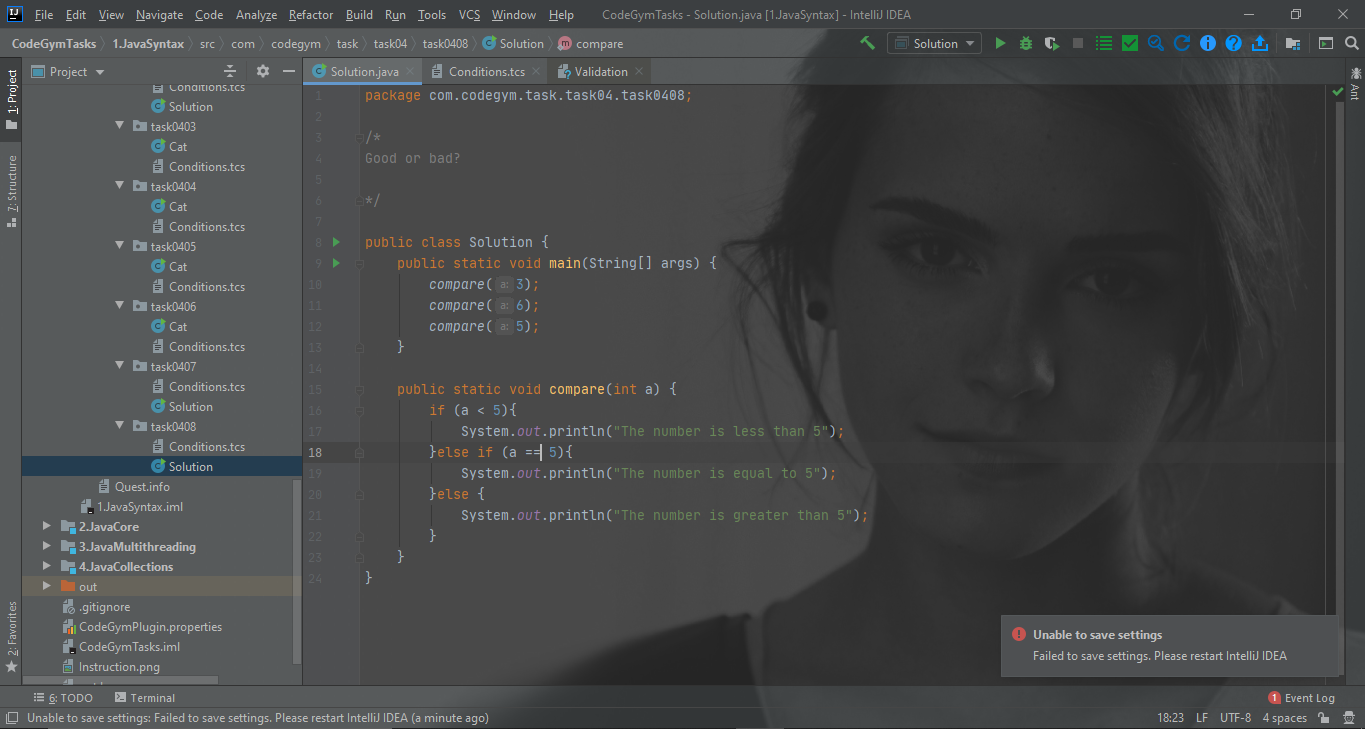 File Edit View Navigate Code Analyze Refactor Build Run Tools VCS Window Help CodeGymTasks - Solution.java [1.JavaSyntax] - IntelliJ IDEA
CodeGymTasks 1.JavaSyntax src com codegym task task04 task0408 Solution compare Solution
1: Project
7: Structure
2: Favorites
Project
Conditions.tcs
Solution
task0403
Cat
Conditions.tcs
task0404
Cat
Conditions.tcs
task0405
Cat
Conditions.tcs
task0406
Cat
Conditions.tcs
task0407
Conditions.tcs
Solution
task0408
Conditions.tcs
Solution
Quest.info
1.JavaSyntax.iml
2.JavaCore
3.JavaMultithreading
4.JavaCollections
out
.gitignore
CodeGymPlugin.properties
CodeGymTasks.iml
Instruction.png
Solution.java Conditions.tcs Validation
Ant
1 package com.codegym.task.task04.task0408;
2
3 /*
4 Good or bad?
5
6 */
7
8 public class Solution {
9 public static void main(String[] args) {
10 compare( a: 3);
11 compare( a: 6);
12 compare( a: 5);
13 }
14
15 public static void compare(int a) {
16 if (a < 5){
17 System.out.println("The number is less than 5");
18 }else if (a == 5){
19 System.out.println("The number is equal to 5");
20 }else {
21 System.out.println("The number is greater than 5");
22 }
23 }
24 }
Unable to save settings
Failed to save settings. Please restart IntelliJ IDEA
6: TODO Terminal 1 Event Log
Unable to save settings: Failed to save settings. Please restart IntelliJ IDEA (a minute ago) 18:23 LF UTF-8 4 spaces